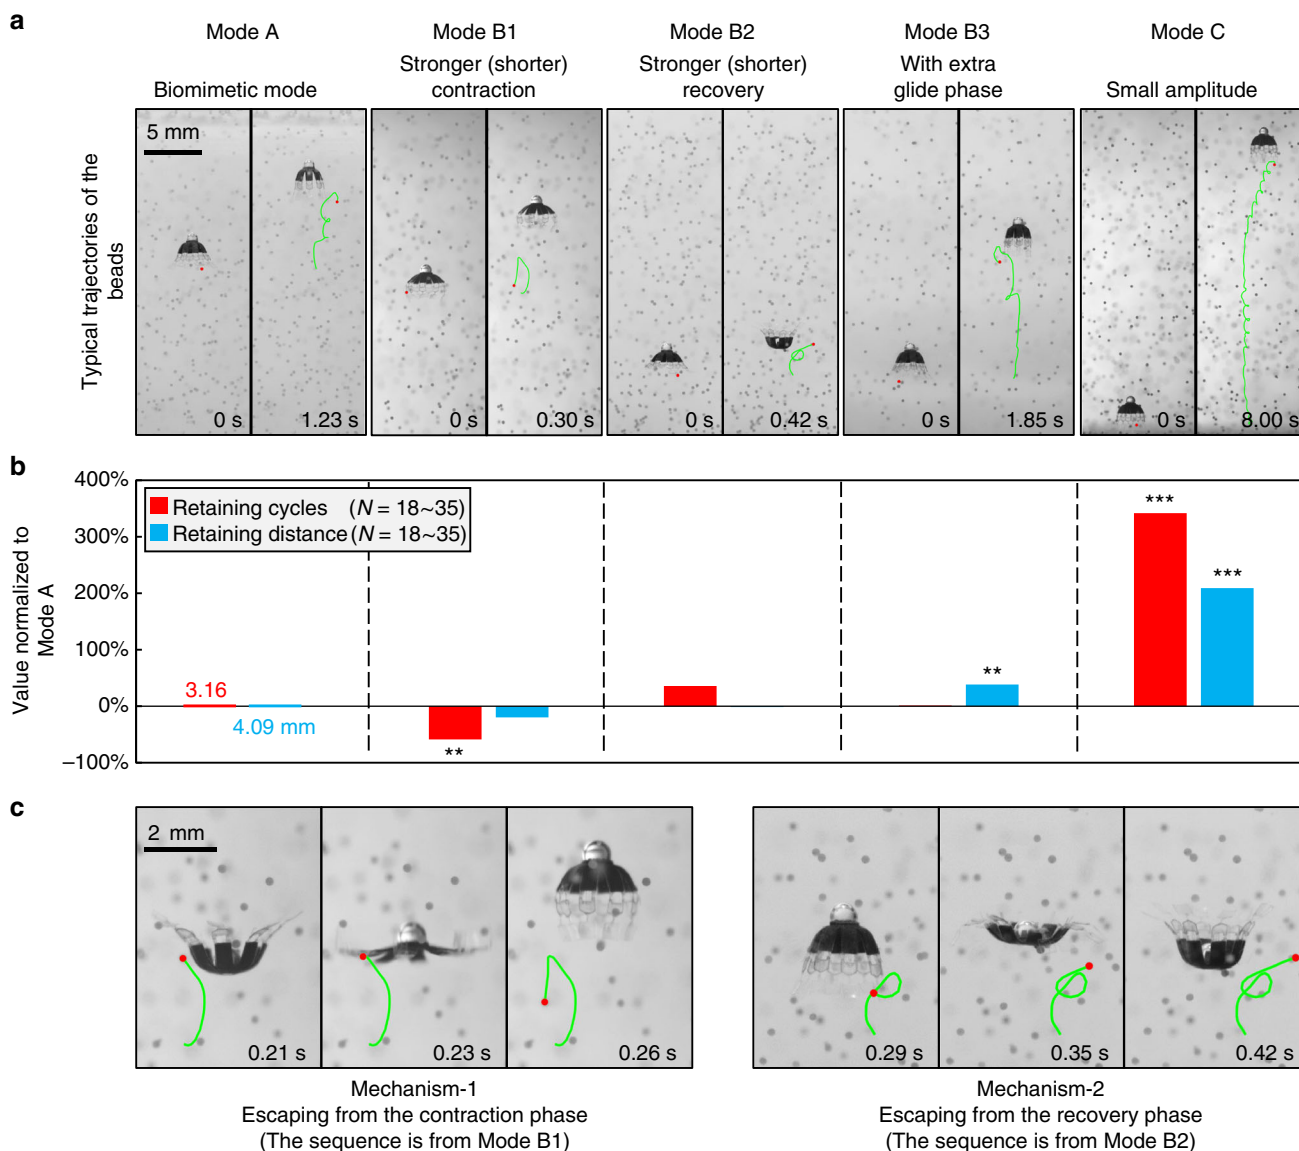 a
Mode A
Mode B1
Mode B2
Mode B3
Mode C
Biomimetic mode
Stronger (shorter)
contraction
Stronger (shorter)
recovery
With extra
glide phase
Small amplitude
Typical trajectories of the
beads
5 mm
0 s
1.23 s
0 s
0.30 s
0 s
0.42 s
0 s
1.85 s
0 s
8.00 s
b
Value normalized to
Mode A
400%
300%
200%
100%
0%
–100%
Retaining cycles (N = 18~35)
Retaining distance (N = 18~35)
3.16
4.09 mm
**
**
***
***
c
2 mm
0.21 s
0.23 s
0.26 s
Mechanism-1
Escaping from the contraction phase
(The sequence is from Mode B1)
0.29 s
0.35 s
0.42 s
Mechanism-2
Escaping from the recovery phase
(The sequence is from Mode B2)